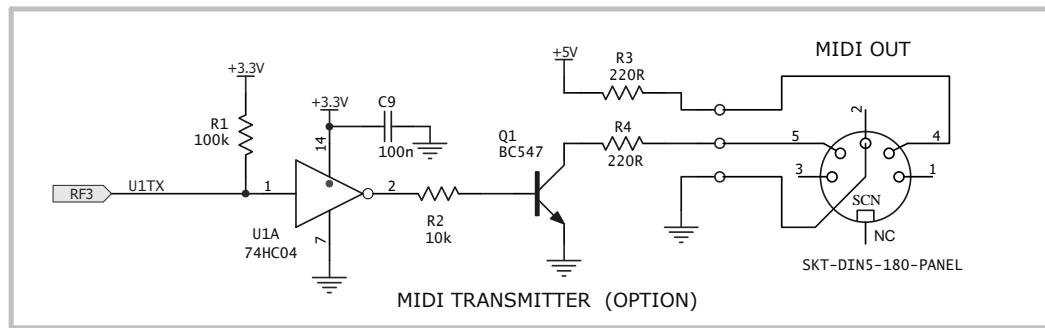 MIDI OUT
+5V
R3
220R
+3.3V
+3.3V
C9
100n
R1
100k
14
Q1
BC547
R4
220R
2
5
4
3
1
RF3
U1TX
1
2
R2
10k
SCN
NC
U1A
74HC04
7
SKT-DIN5-180-PANEL
MIDI TRANSMITTER (OPTION)